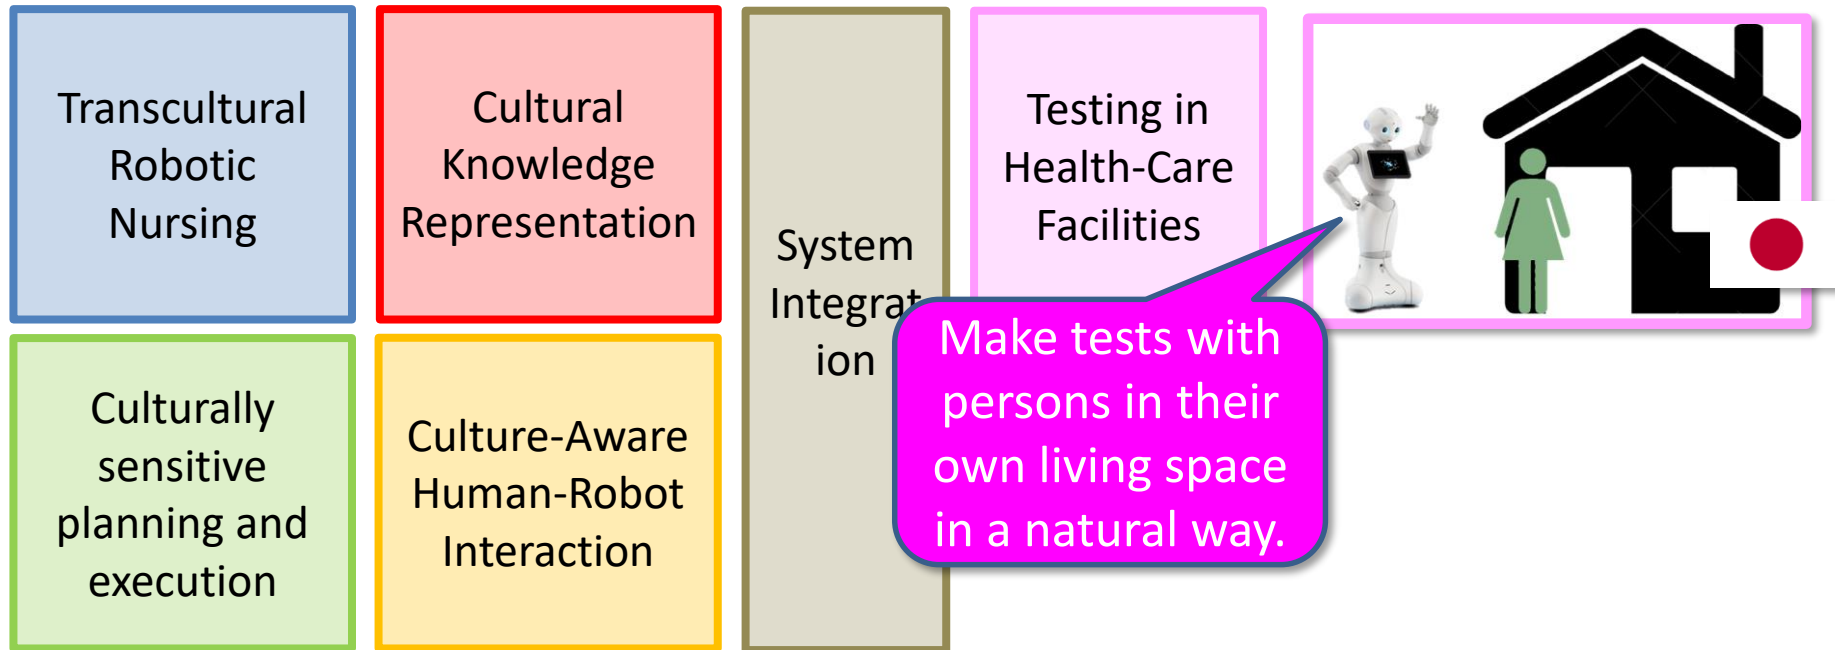 Transcultural
Robotic
Nursing
Cultural
Knowledge
Representation
System
Integrat
ion
Testing in
Health-Care
Facilities
Culturally
sensitive
planning and
execution
Culture-Aware
Human-Robot
Interaction
Make tests with
persons in their
own living space
in a natural way.